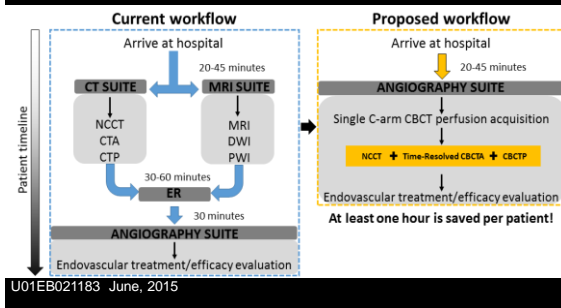 Current workflow
Arrive at hospital
20-45 minutes
CT SUITE
MRI SUITE
NCCT
CTA
CTP
MRI
DWI
PWI
30-60 minutes
ER
30 minutes
ANGIOGRAPHY SUITE
Endovascular treatment/efficacy evaluation
Patient timeline
Proposed workflow
Arrive at hospital
20-45 minutes
ANGIOGRAPHY SUITE
Single C-arm CBCT perfusion acquisition
NCCT + Time-Resolved CBCTA + CBCTP
Endovascular treatment/efficacy evaluation
At least one hour is saved per patient!
U01EB021183 June, 2015